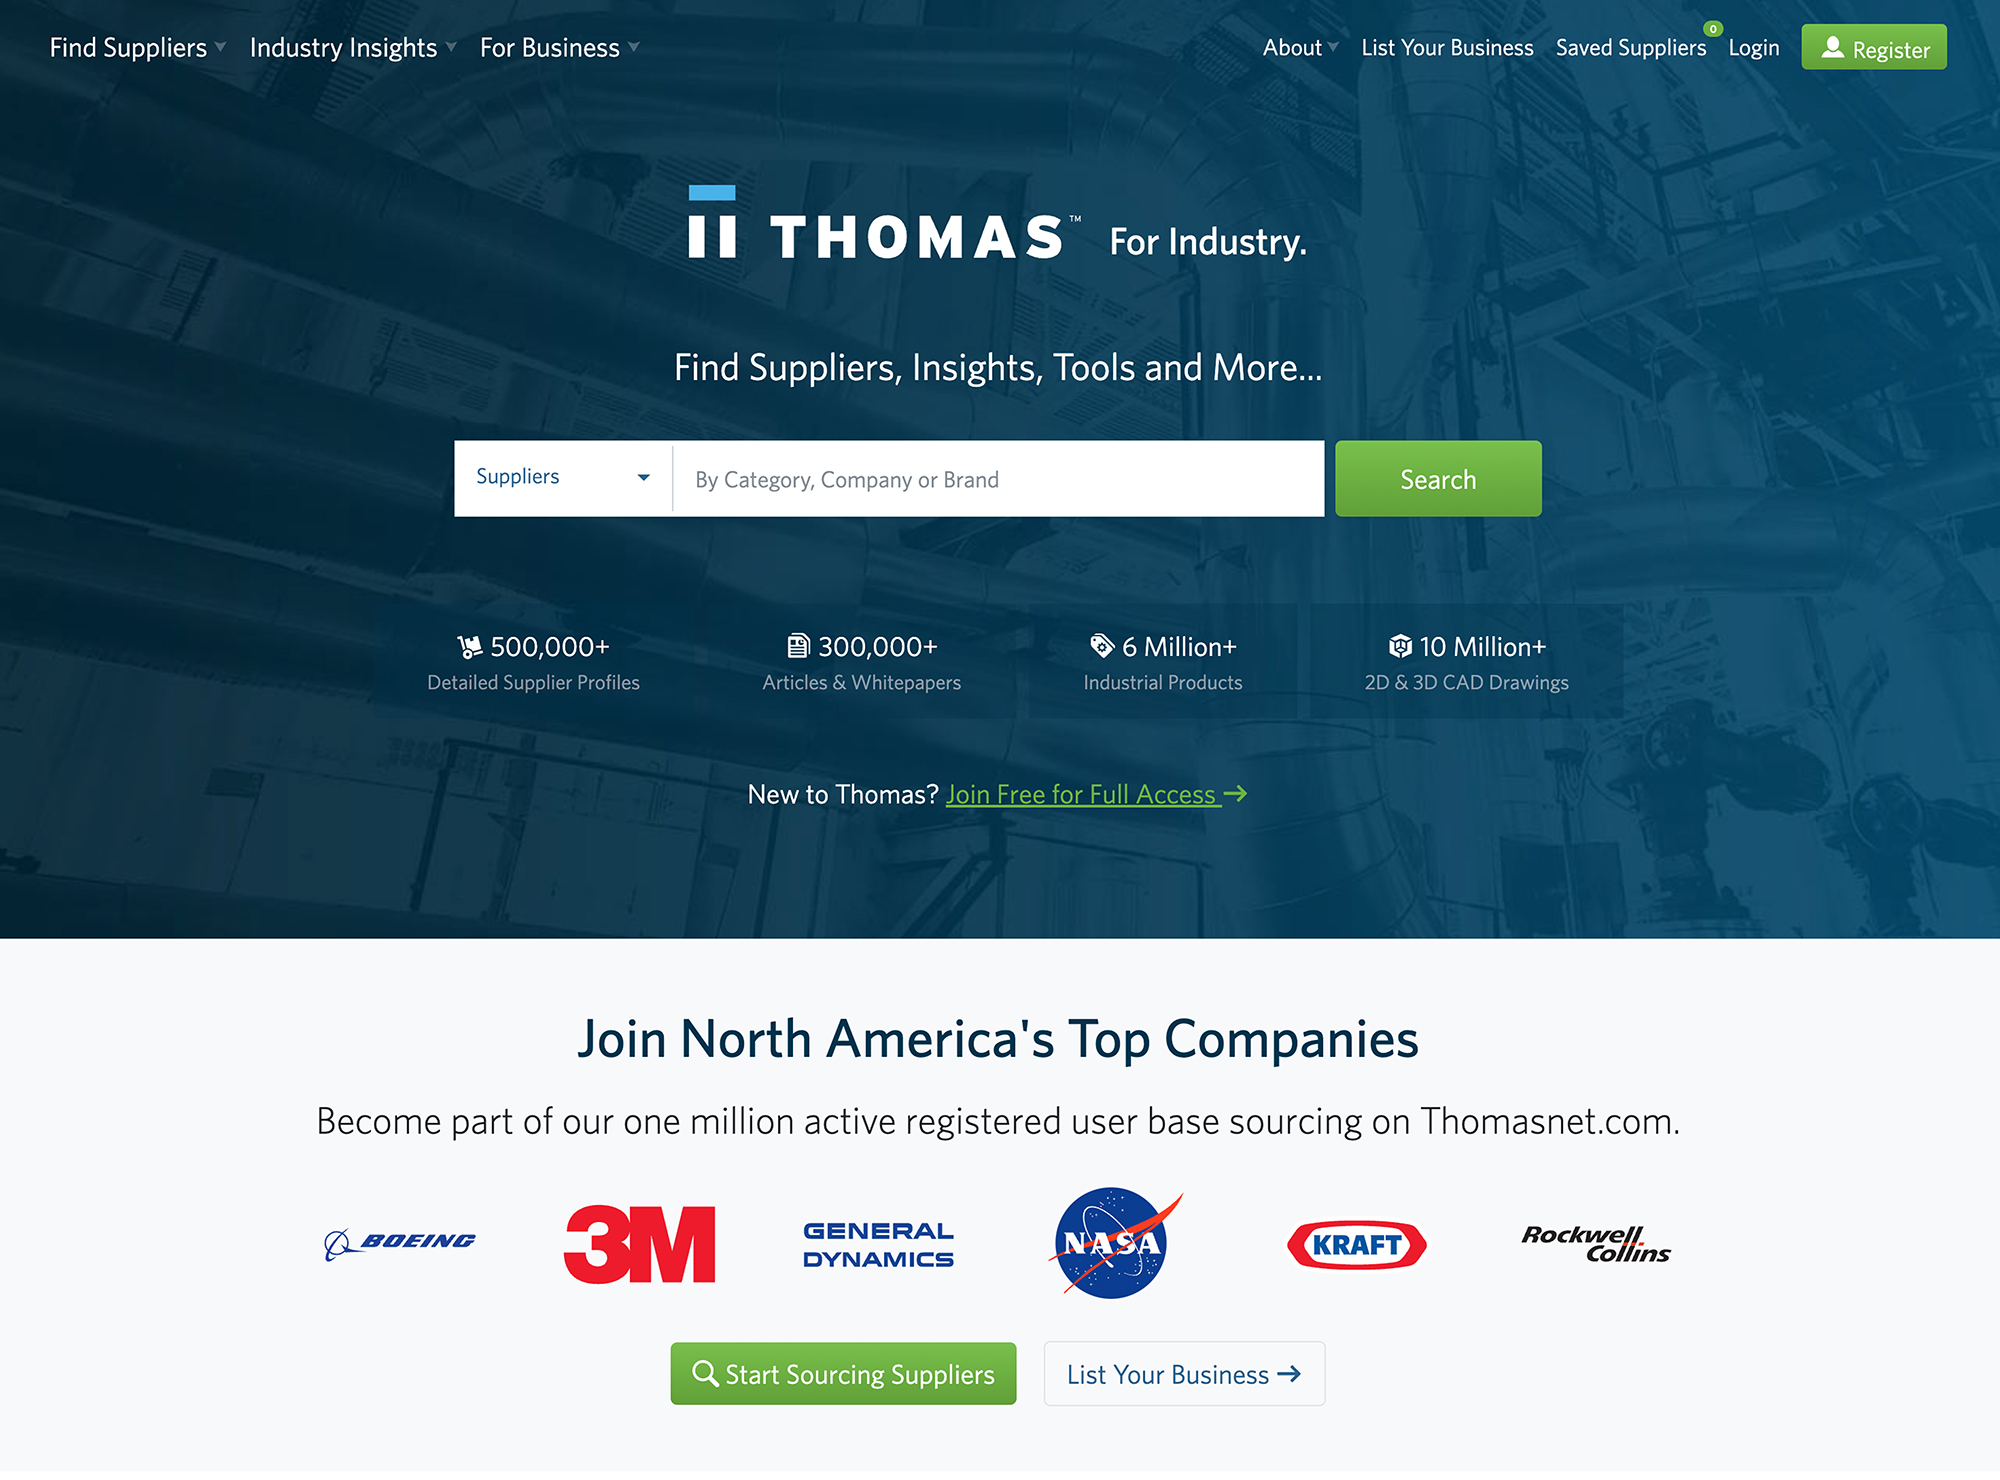 Find Suppliers Industry Insights For Business About List Your Business Saved Suppliers 0 Login Register
THOMAS™ For Industry.
Find Suppliers, Insights, Tools and More...
Suppliers By Category, Company or Brand Search
500,000+ 300,000+ 6 Million+ 10 Million+
Detailed Supplier Profiles Articles & Whitepapers Industrial Products 2D & 3D CAD Drawings
New to Thomas? Join Free for Full Access →
Join North America's Top Companies
Become part of our one million active registered user base sourcing on Thomasnet.com.
BOEING 3M GENERAL DYNAMICS NASA KRAFT Rockwell Collins
Start Sourcing Suppliers List Your Business →